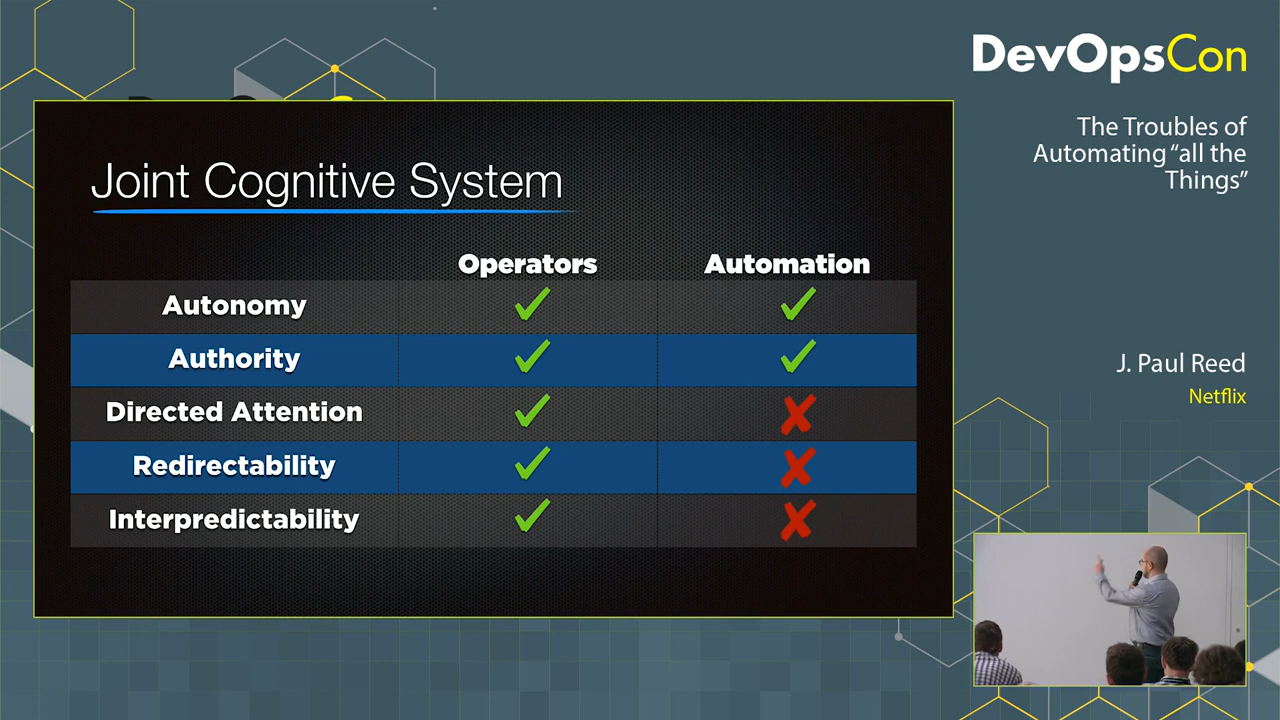 DevOpsCon
The Troubles of
Automating “all the
Things”
J. Paul Reed
Netflix
Joint Cognitive System
Operators Automation
Autonomy ✓ ✓
Authority ✓ ✓
Directed Attention ✓ ✗
Redirectability ✓ ✗
Interpredictability ✓ ✗